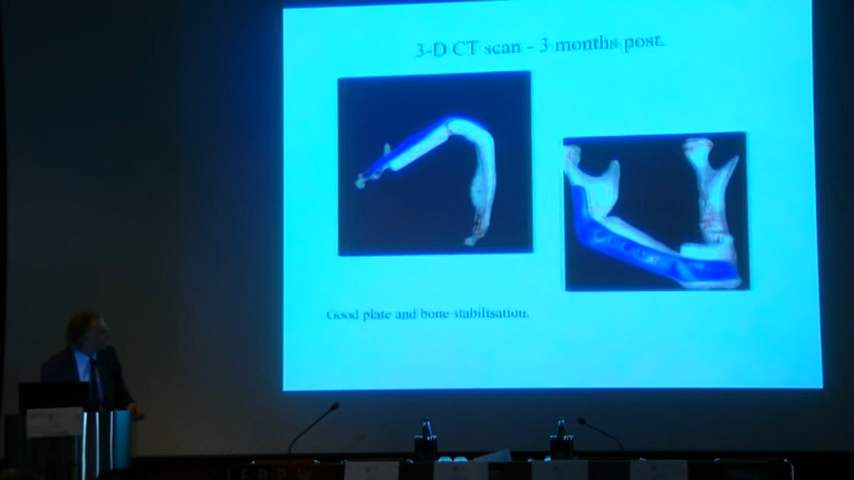 3-D CT scan - 3 months post.
Good plate and bone stabilisation.